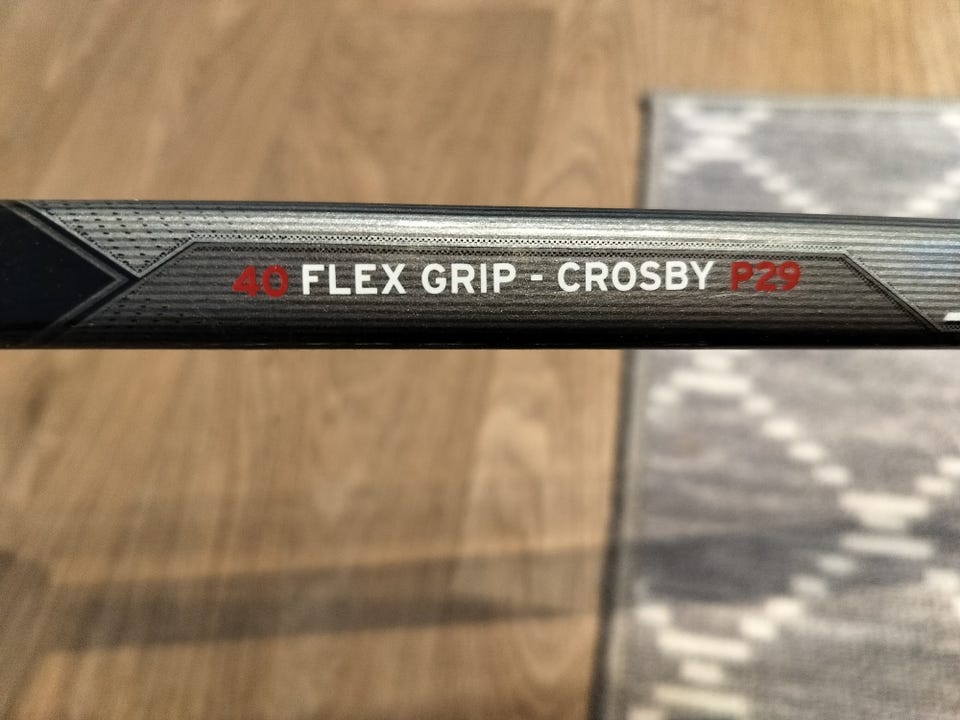 40 FLEX GRIP - CROSBY P29